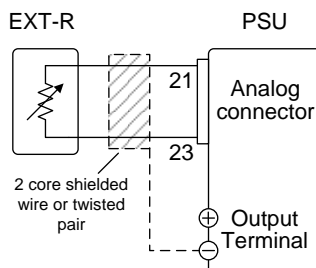 EXT-R
PSU
21
Analog
connector
23
2 core shielded
wire or twisted
pair
+
Output
Terminal
-